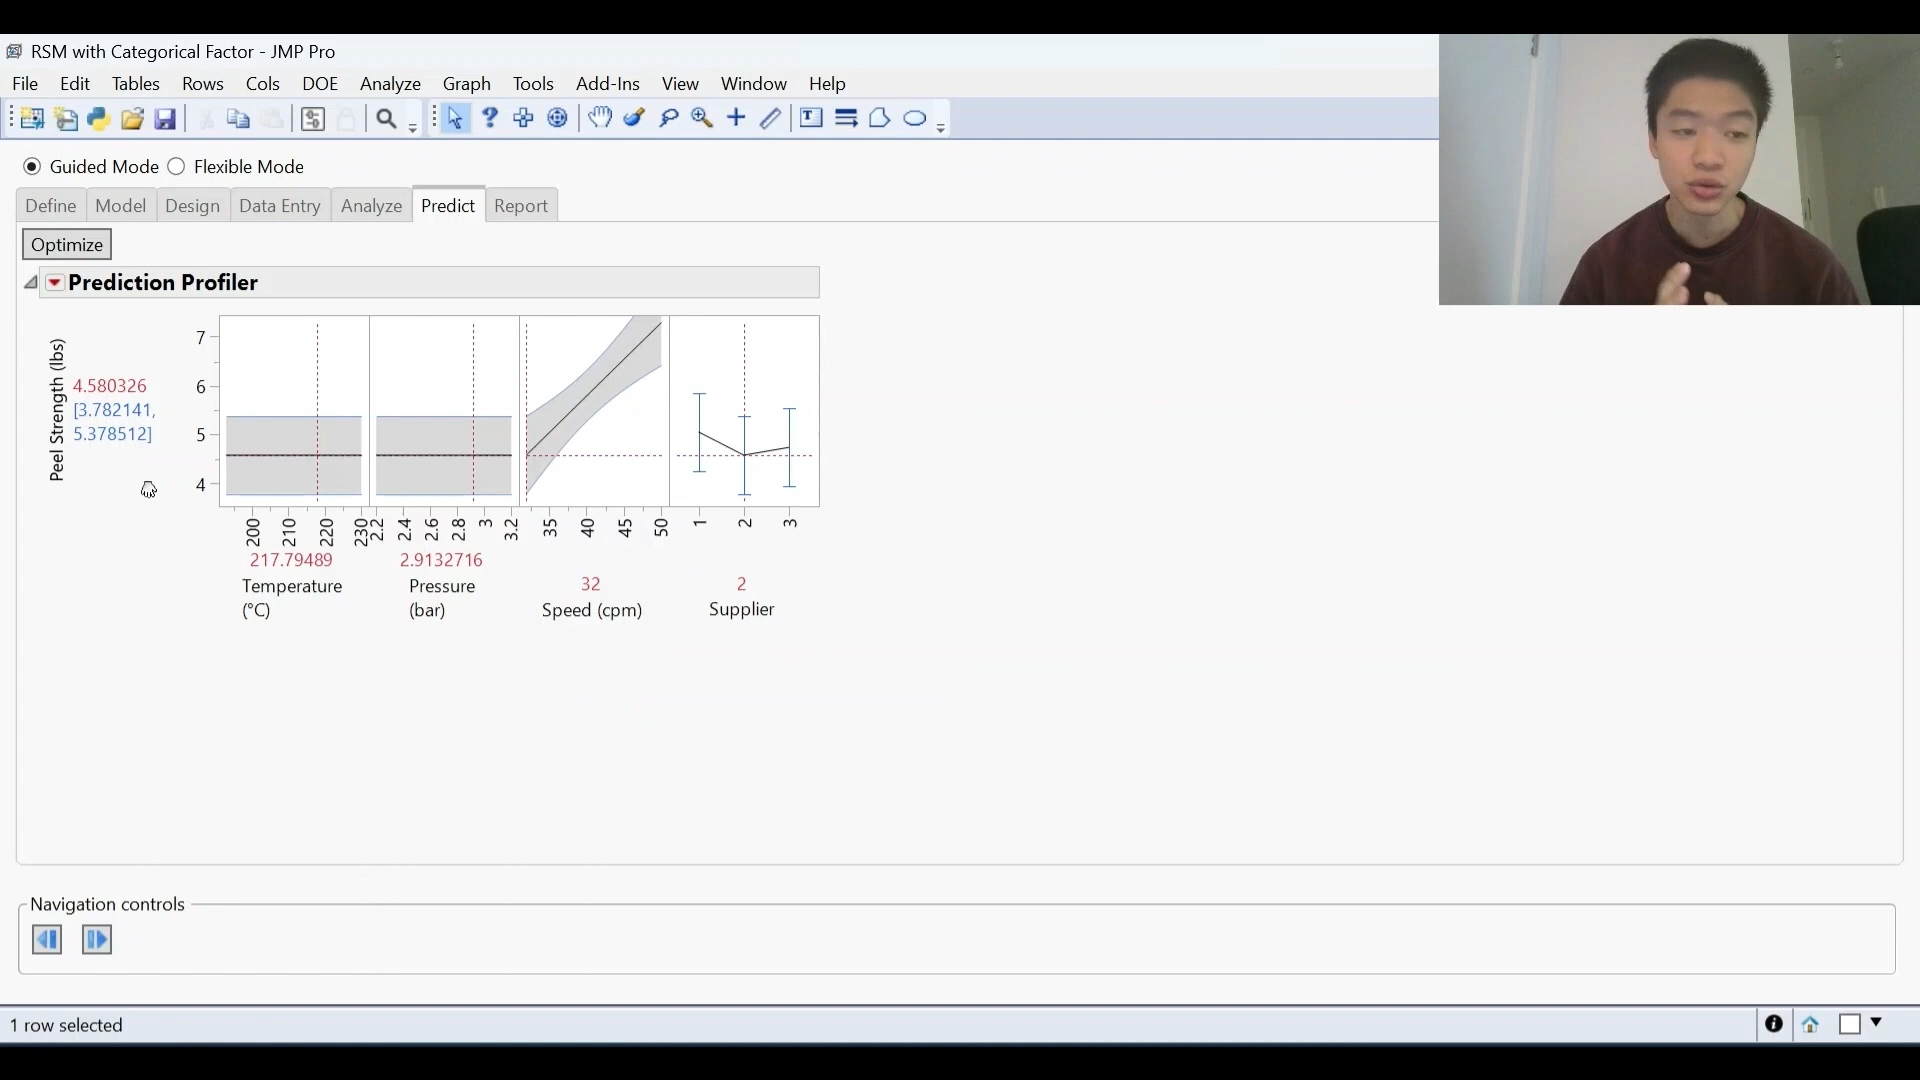 RSM with Categorical Factor - JMP Pro
File Edit Tables Rows Cols DOE Analyze Graph Tools Add-Ins View Window Help
Guided Mode Flexible Mode
Define Model Design Data Entry Analyze Predict Report
Optimize
Prediction Profiler
Peel Strength (lbs)
4.580326
[3.782141,
5.378512]
7
6
5
4
200 210 220 230 2.2 2.4 2.6 2.8 3 3.2 35 40 45 50 1 2 3
217.79489 2.9132716 32 2
Temperature
(°C)
Pressure
(bar)
Speed (cpm)
Supplier
Navigation controls
1 row selected